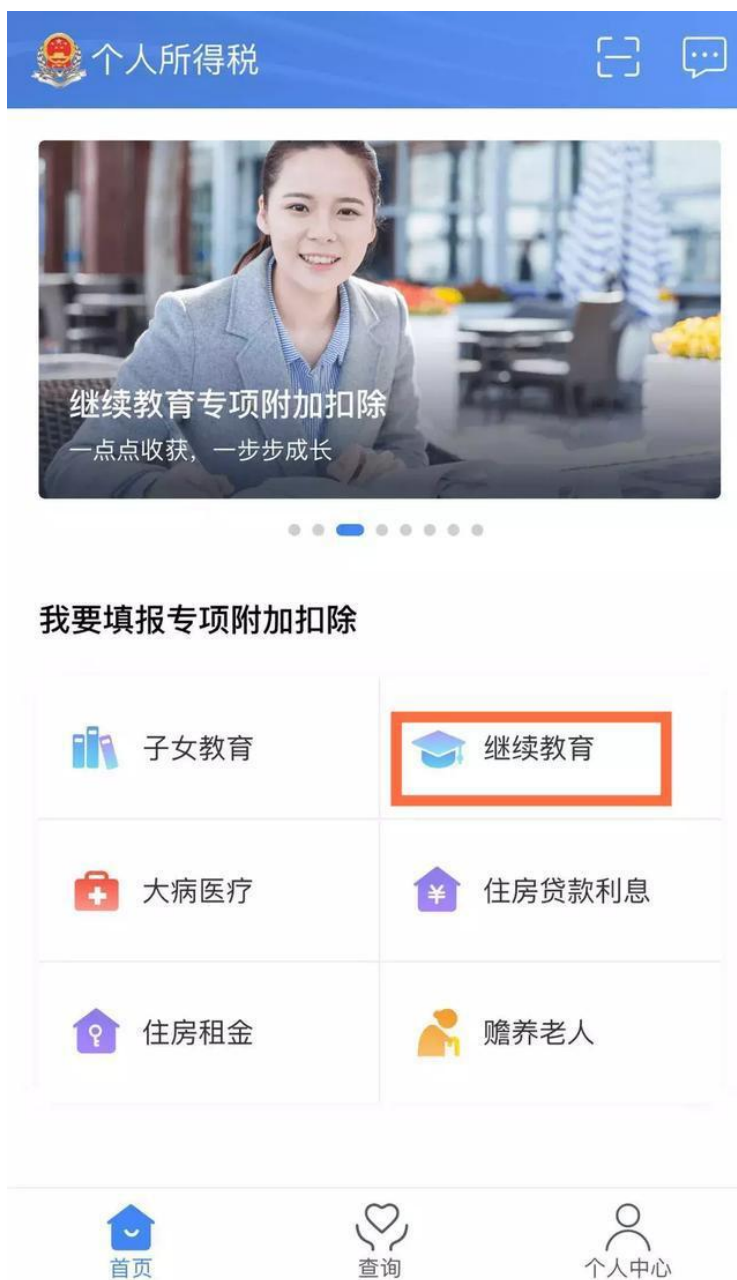 个人所得税
继续教育专项附加扣除
一点点收获，一步步成长
我要填报专项附加扣除
子女教育
继续教育
大病医疗
¥
住房贷款利息
住房租金
赡养老人
首页
查询
个人中心